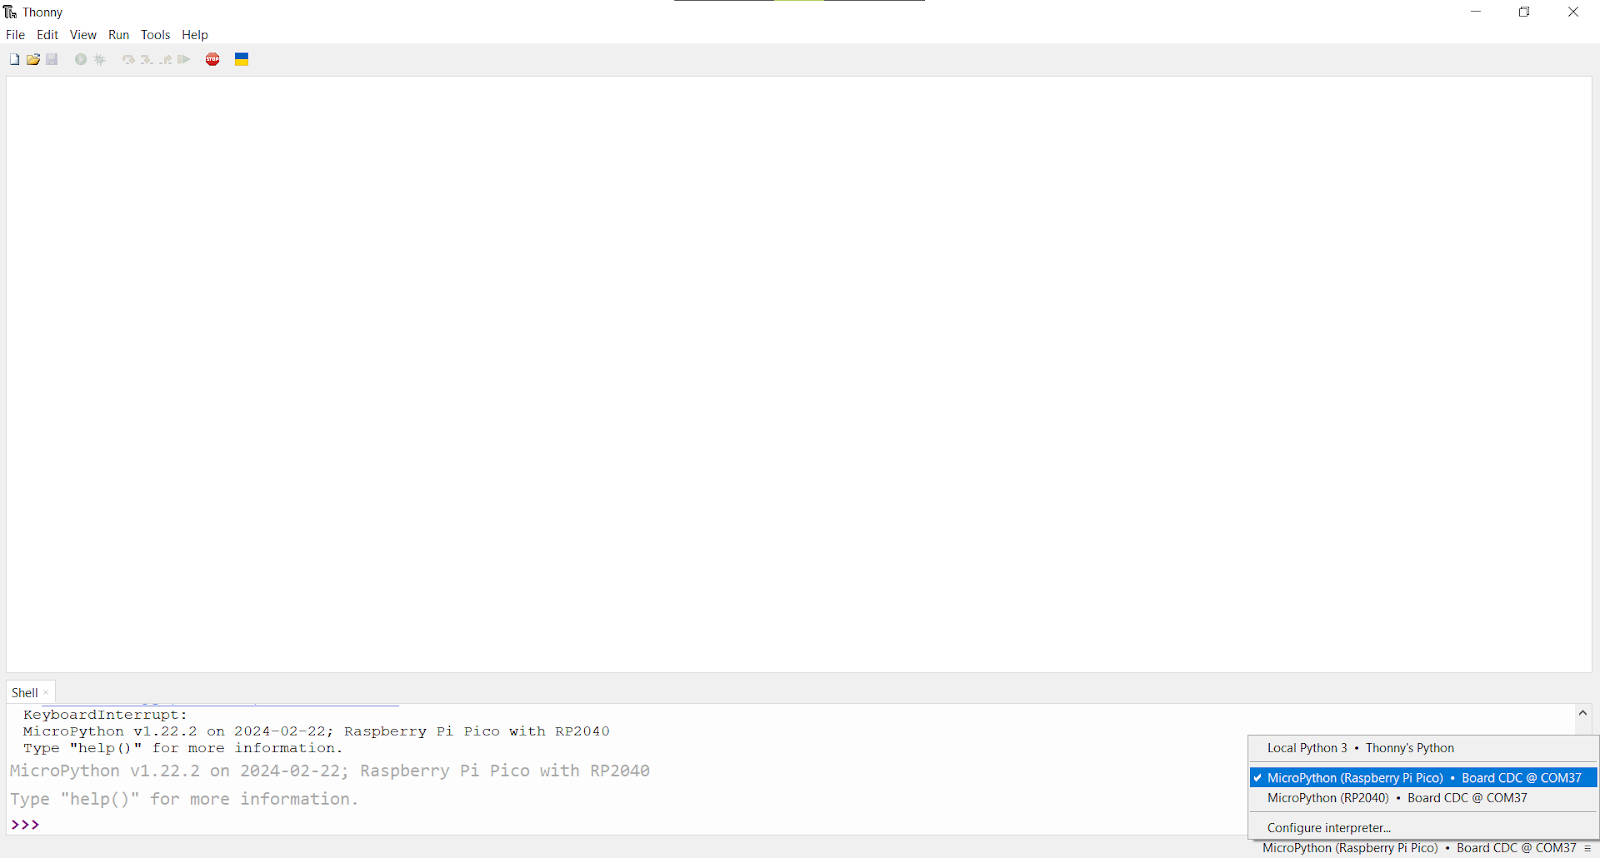 Thonny
File Edit View Run Tools Help
STOP
Shell ×
KeyboardInterrupt:
MicroPython v1.22.2 on 2024-02-22; Raspberry Pi Pico with RP2040
Type "help()" for more information.
MicroPython v1.22.2 on 2024-02-22; Raspberry Pi Pico with RP2040
Type "help()" for more information.
>>>
Local Python 3 • Thonny's Python
✓ MicroPython (Raspberry Pi Pico) • Board CDC @ COM37
MicroPython (RP2040) • Board CDC @ COM37
Configure interpreter...
MicroPython (Raspberry Pi Pico) • Board CDC @ COM37 ≡